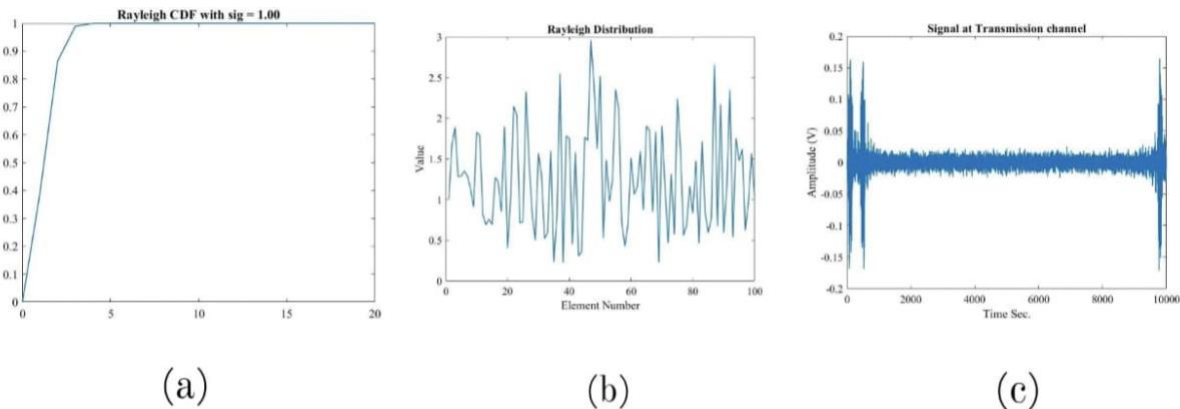 Rayleigh CDF with sig = 1.00
1
0.9
0.8
0.7
0.6
0.5
0.4
0.3
0.2
0.1
0
0 5 10 15 20
(a)
Rayleigh Distribution
3
2.5
2
1.5
1
0.5
0
Value
0 20 40 60 80 100
Element Number
(b)
Signal at Transmission channel
0.2
0.15
0.1
0.05
0
-0.05
-0.1
-0.15
-0.2
Amplitude (V)
0 2000 4000 6000 8000 10000
Time Sec.
(c)